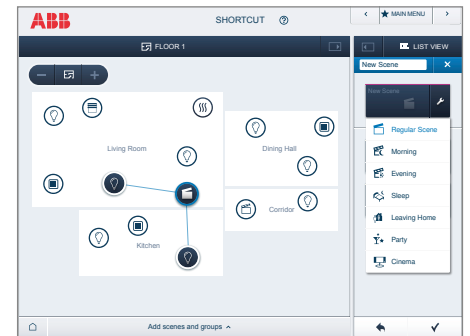 ABB
SHORTCUT ?
< ★ MAIN MENU >
FLOOR 1
LIST VIEW
New Scene ×
− +
New Scene
Living Room
Dining Hall
Corridor
Kitchen
Regular Scene
Morning
Evening
Sleep
Leaving Home
Party
Cinema
Add scenes and groups